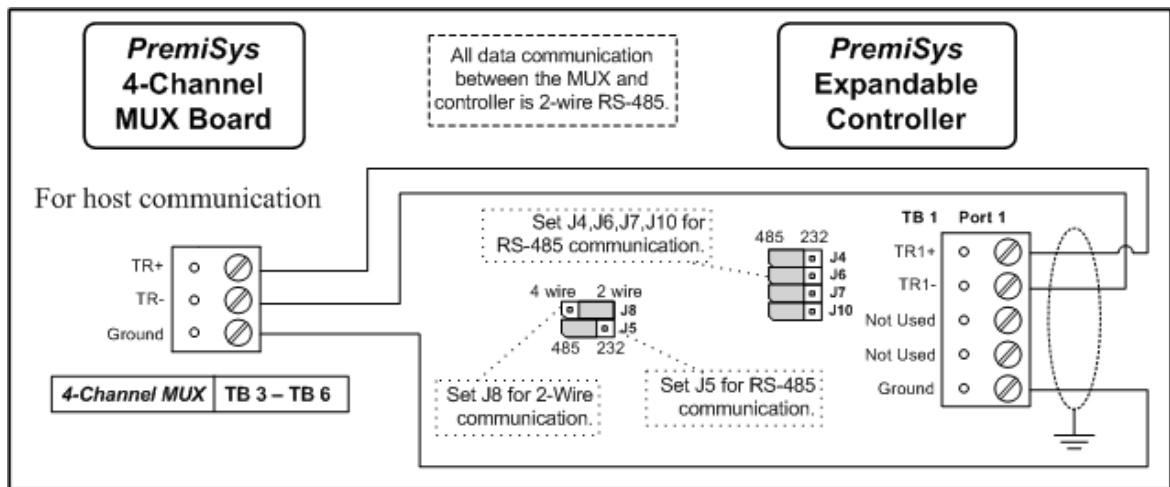 PremiSys
4-Channel
MUX Board
All data communication
between the MUX and
controller is 2-wire RS-485.
PremiSys
Expandable
Controller
For host communication
TR+
TR-
Ground
4-Channel MUX TB 3 – TB 6
Set J4,J6,J7,J10 for
RS-485 communication.
485 232
J4
J6
J7
J10
4 wire 2 wire
J8
J5
485 232
Set J8 for 2-Wire
communication.
Set J5 for RS-485
communication.
TB 1 Port 1
TR1+
TR1-
Not Used
Not Used
Ground